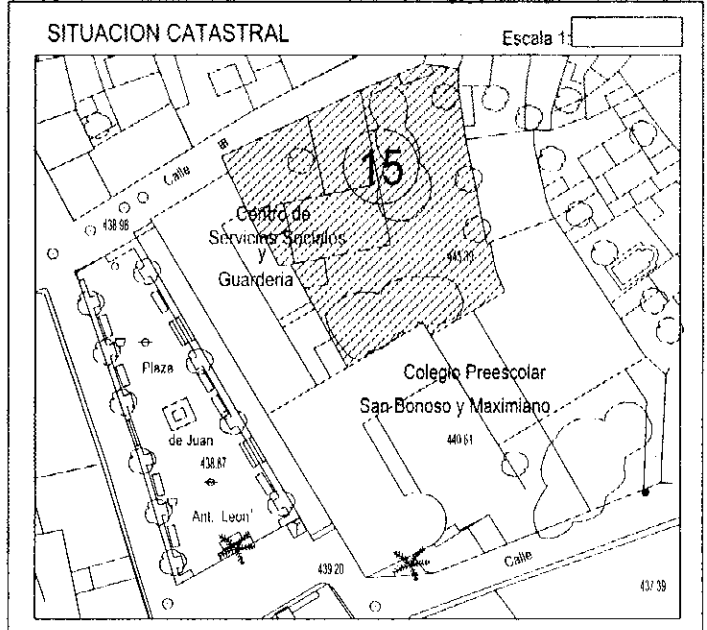 SITUACION CATASTRAL
Escala 1:
Calle
15
438.98
Centro de
Servicios Sociales
y
Guarderia
Plaza
de Juan
438.87
Ant. Leon'
Colegio Preescolar
San Bonoso y Maximiano
440.61
Calle
439.20
437.39